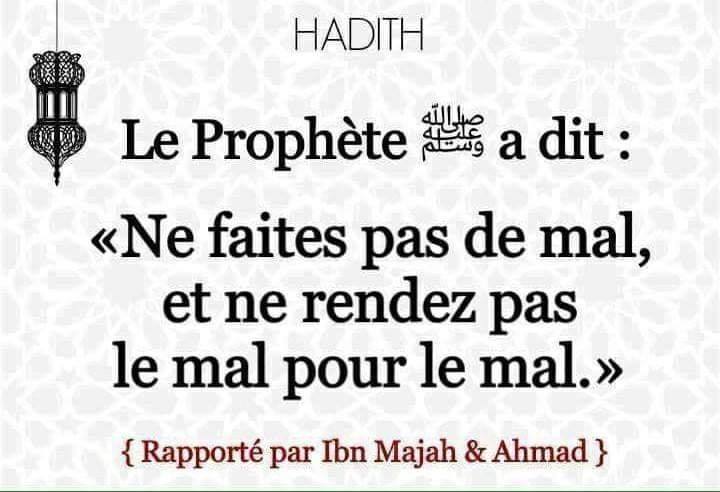 HADITH
Le Prophète ﷺ a dit :
«Ne faites pas de mal,
et ne rendez pas
le mal pour le mal.»
{ Rapporté par Ibn Majah & Ahmad }